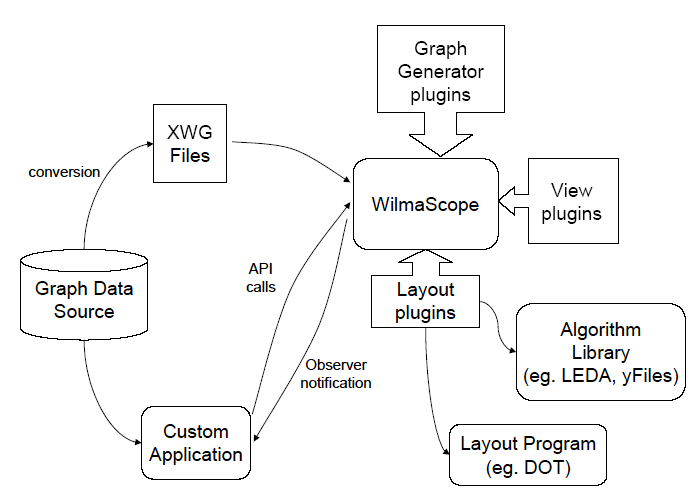 Graph
Generator
plugins
XWG
Files
conversion
WilmaScope
View
plugins
API
calls
Graph Data
Source
Layout
plugins
Algorithm
Library
(eg. LEDA, yFiles)
Observer
notification
Custom
Application
Layout Program
(eg. DOT)